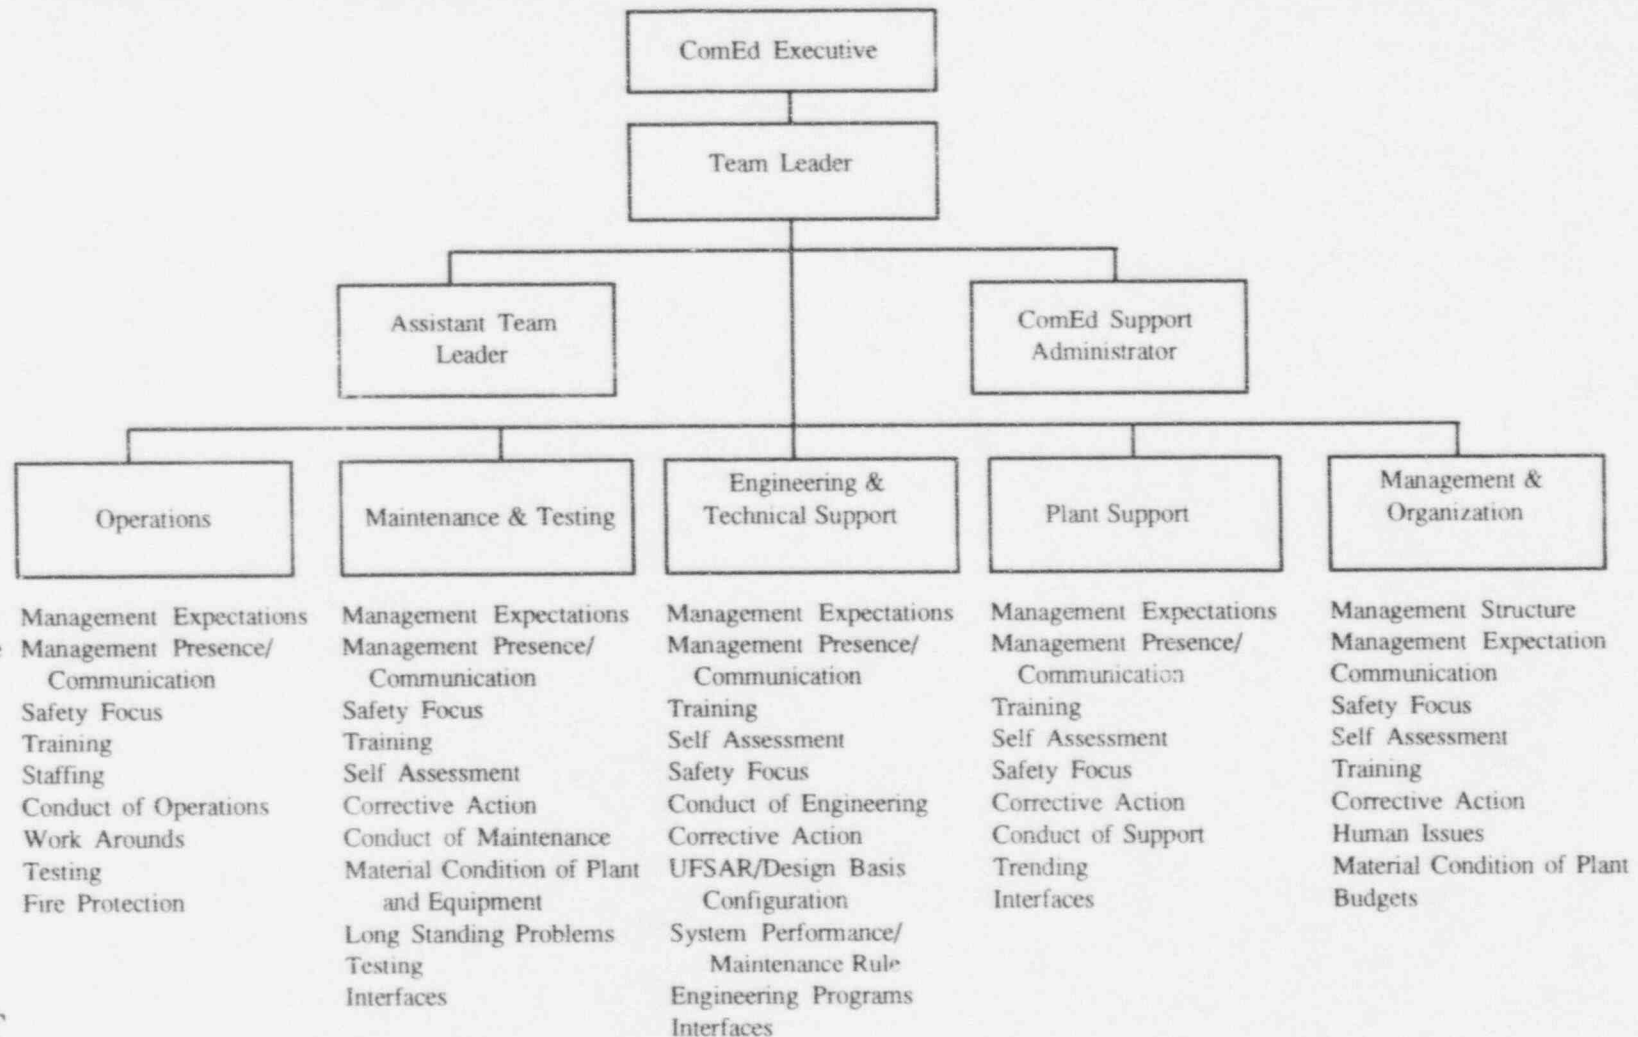 ComEd Executive
Team Leader
Assistant Team
Leader
ComEd Support
Administrator
Operations
Maintenance & Testing
Engineering &
Technical Support
Plant Support
Management &
Organization
Management Expectations
Management Presence/
Communication
Safety Focus
Training
Staffing
Conduct of Operations
Work Arounds
Testing
Fire Protection
Management Expectations
Management Presence/
Communication
Safety Focus
Training
Self Assessment
Corrective Action
Conduct of Maintenance
Material Condition of Plant
and Equipment
Long Standing Problems
Testing
Interfaces
Management Expectations
Management Presence/
Communication
Training
Self Assessment
Safety Focus
Conduct of Engineering
Corrective Action
UFSAR/Design Basis
Configuration
System Performance/
Maintenance Rule
Engineering Programs
Interfaces
Management Expectations
Management Presence/
Communication
Training
Self Assessment
Safety Focus
Corrective Action
Conduct of Support
Trending
Interfaces
Management Structure
Management Expectation
Communication
Safety Focus
Self Assessment
Training
Corrective Action
Human Issues
Material Condition of Plant
Budgets